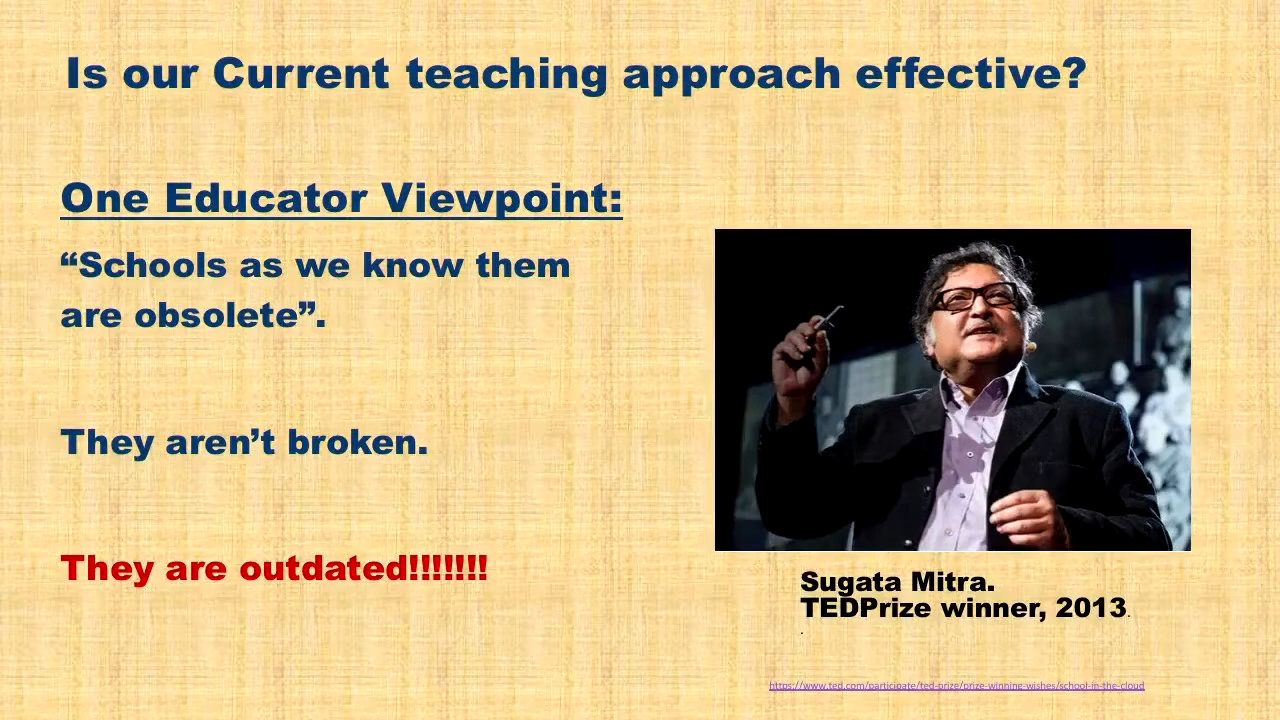 Is our Current teaching approach effective?
One Educator Viewpoint:
“Schools as we know them
are obsolete”.
They aren’t broken.
They are outdated!!!!!!!
Sugata Mitra.
TEDPrize winner, 2013.
.
https://www.ted.com/participate/ted-prize/prize-winning-wishes/school-in-the-cloud